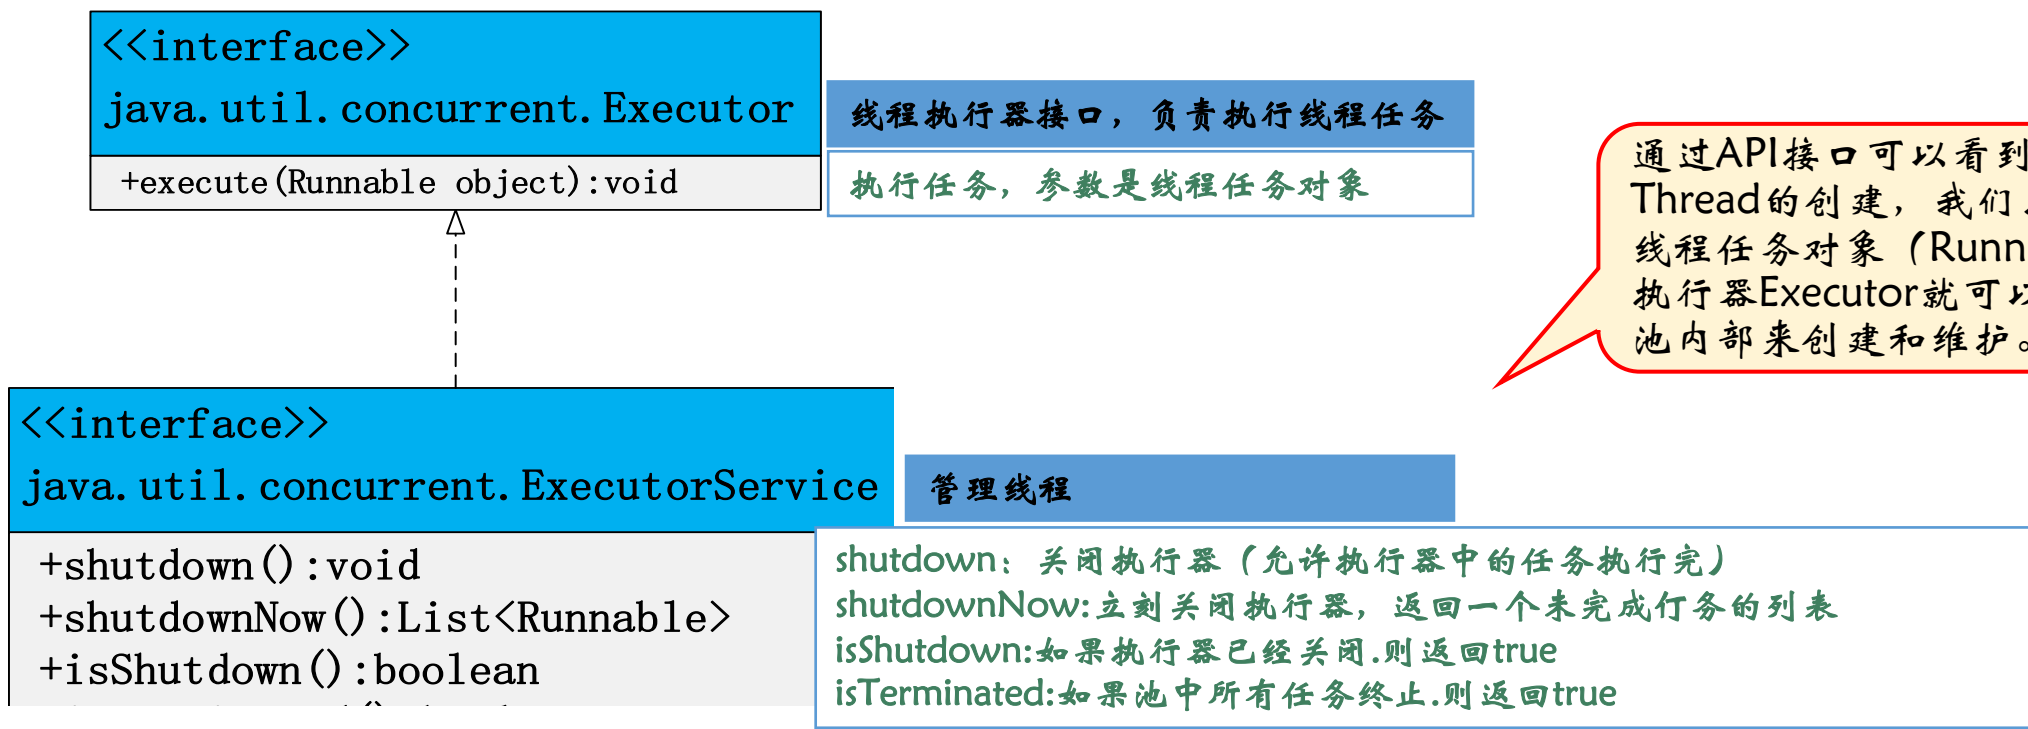 <<interface>>
java.util.concurrent.Executor
+execute(Runnable object):void
线程执行器接口，负责执行线程任务
执行任务，参数是线程任务对象
通过API接口可以看到
Thread的创建，我们
线程任务对象（Runn
执行器Executor就可以
池内部来创建和维护。
<<interface>>
java.util.concurrent.ExecutorService
+shutdown():void
+shutdownNow():List<Runnable>
+isShutdown():boolean
管理线程
shutdown：关闭执行器（允许执行器中的任务执行完）
shutdownNow:立刻关闭执行器，返回一个未完成任务的列表
isShutdown:如果执行器已经关闭.则返回true
isTerminated:如果池中所有任务终止.则返回true